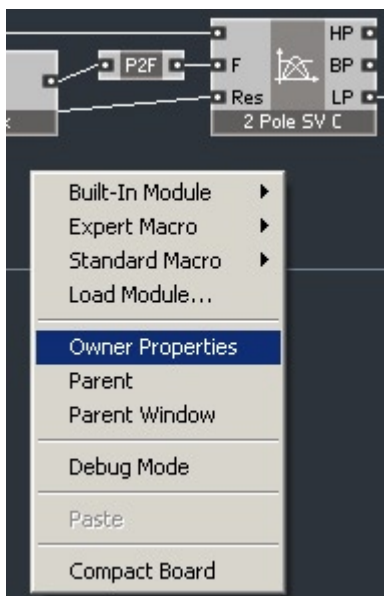 HP
P2F
F
BP
Res
LP
2 Pole SV C
Built-In Module
Expert Macro
Standard Macro
Load Module...
Owner Properties
Parent
Parent Window
Debug Mode
Paste
Compact Board